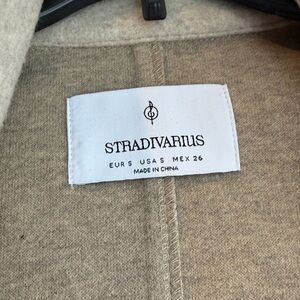 STRADIVARIUS
EUR S USA S MEX 26
MADE IN CHINA